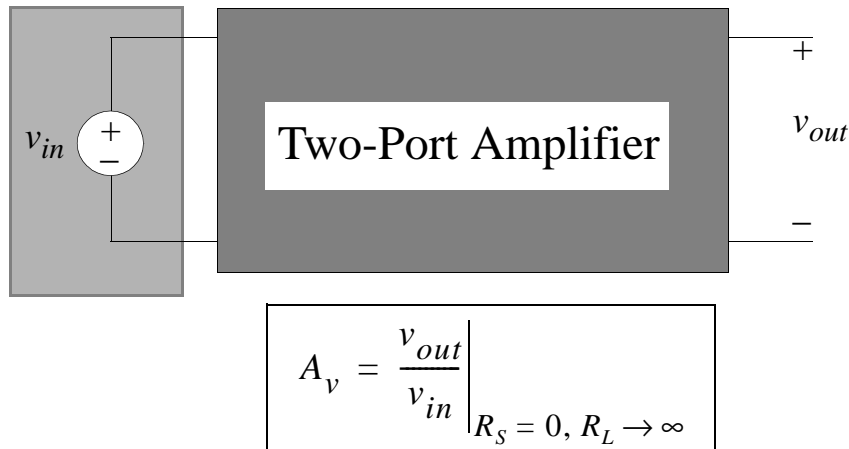 +
v_in + −
Two-Port Amplifier
v_out
−
A_v = v_out / v_in | R_S = 0, R_L → ∞